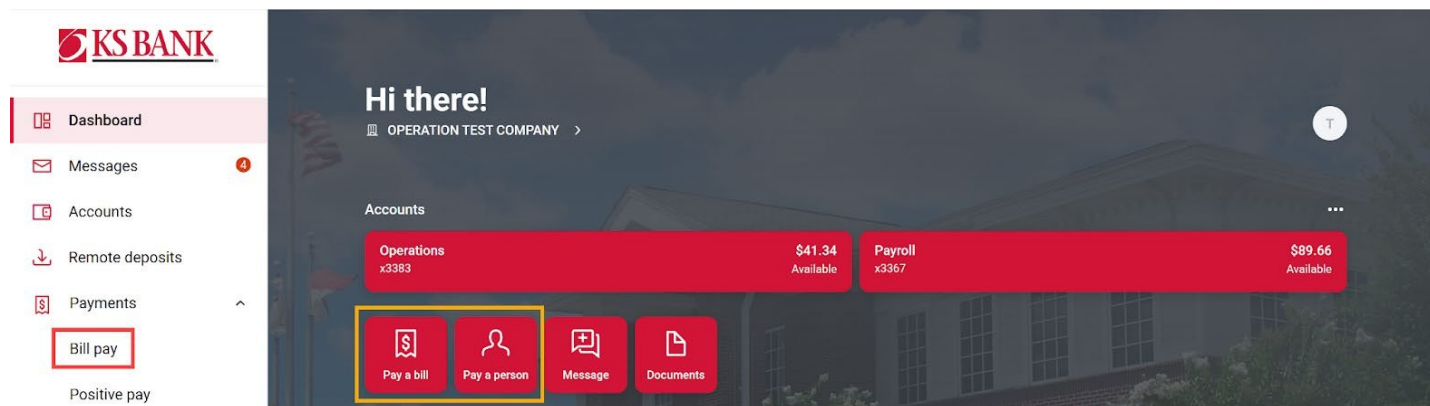 KS BANK
Dashboard
Messages 4
Accounts
Remote deposits
Payments
Bill pay
Positive pay
Hi there!
OPERATION TEST COMPANY >
T
Accounts
Operations $41.34
x3383 Available
Payroll $89.66
x3367 Available
Pay a bill
Pay a person
Message
Documents